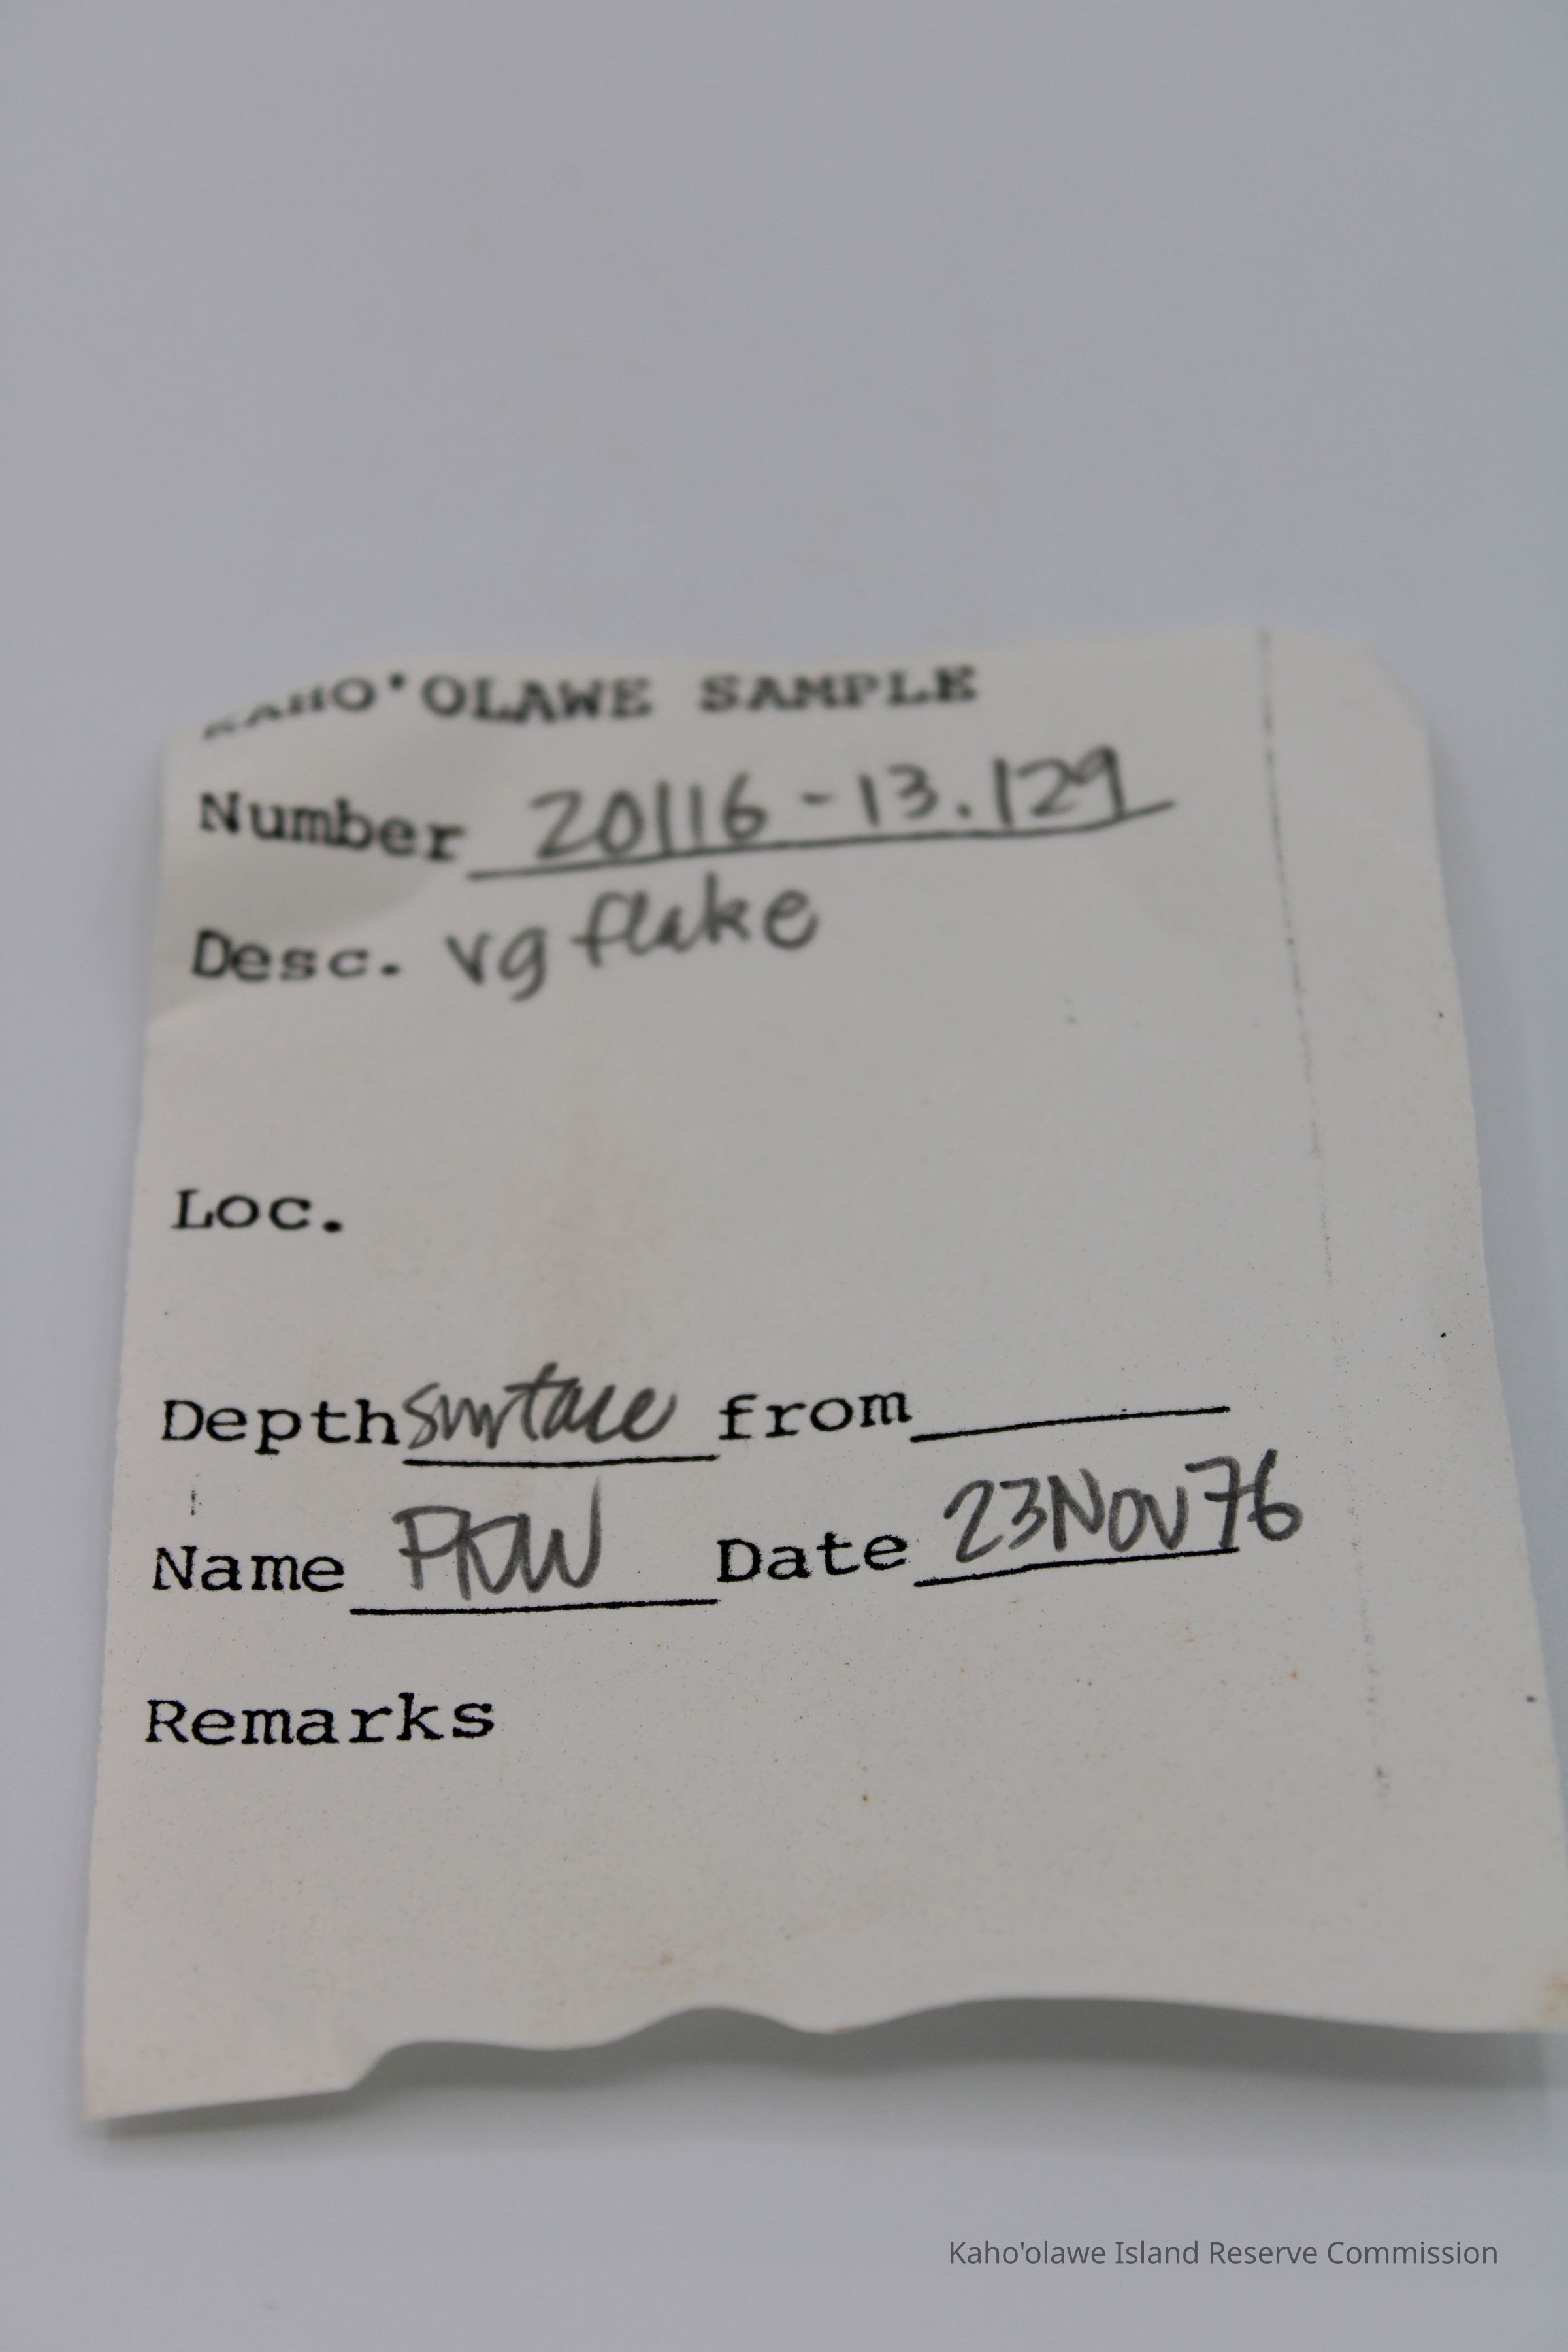 KAHO'OLAWE SAMPLE
Number 20116-13.129
Desc. vg flake
Loc.
Depth surface from
Name PKW Date 23Nov76
Remarks
Kaho'olawe Island Reserve Commission